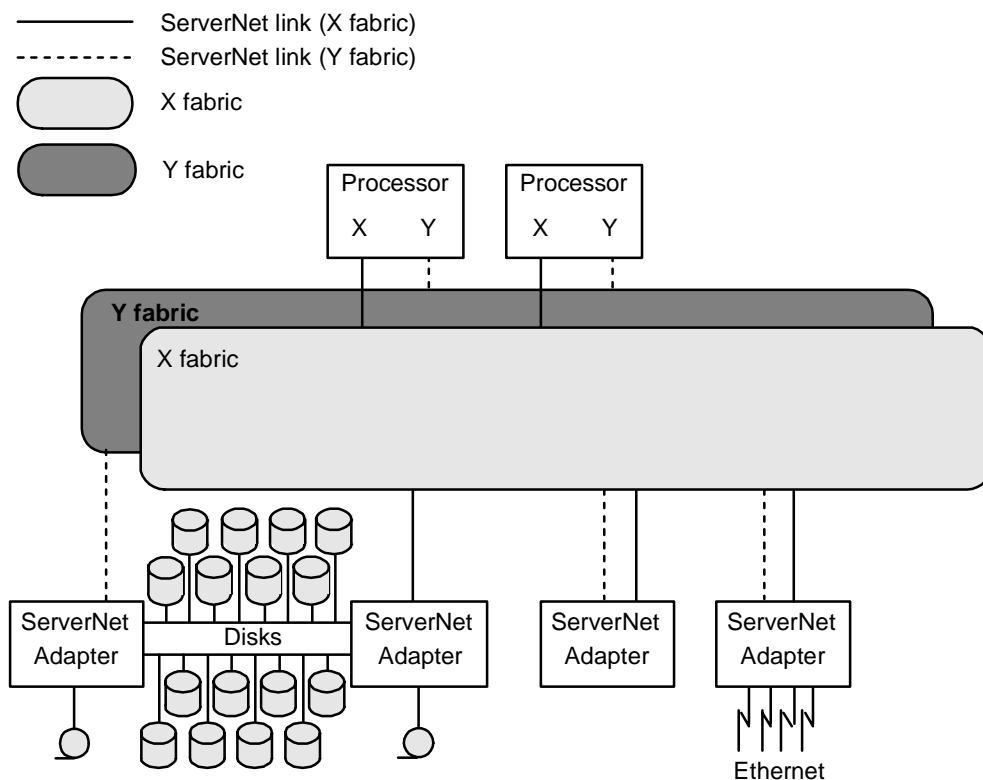 ServerNet link (X fabric)
ServerNet link (Y fabric)
X fabric
Y fabric
Processor
X Y
Processor
X Y
Y fabric
X fabric
ServerNet
Adapter
Disks
ServerNet
Adapter
ServerNet
Adapter
ServerNet
Adapter
Ethernet